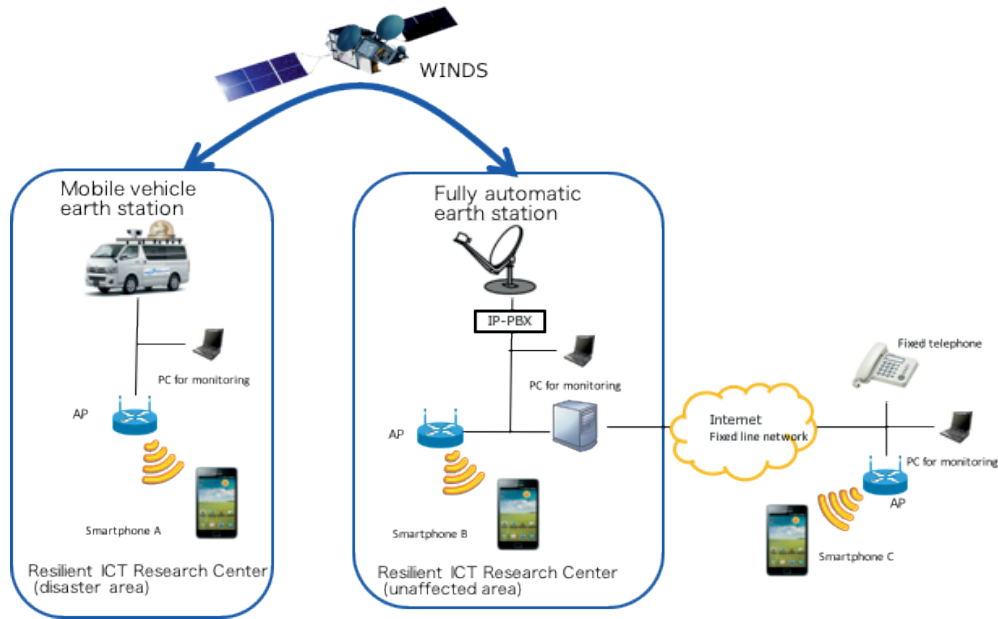 WINDS
Mobile vehicle
earth station
PC for monitoring
AP
Smartphone A
Resilient ICT Research Center
(disaster area)
Fully automatic
earth station
IP-PBX
PC for monitoring
AP
Smartphone B
Resilient ICT Research Center
(unaffected area)
Internet
Fixed line network
Fixed telephone
PC for monitoring
AP
Smartphone C